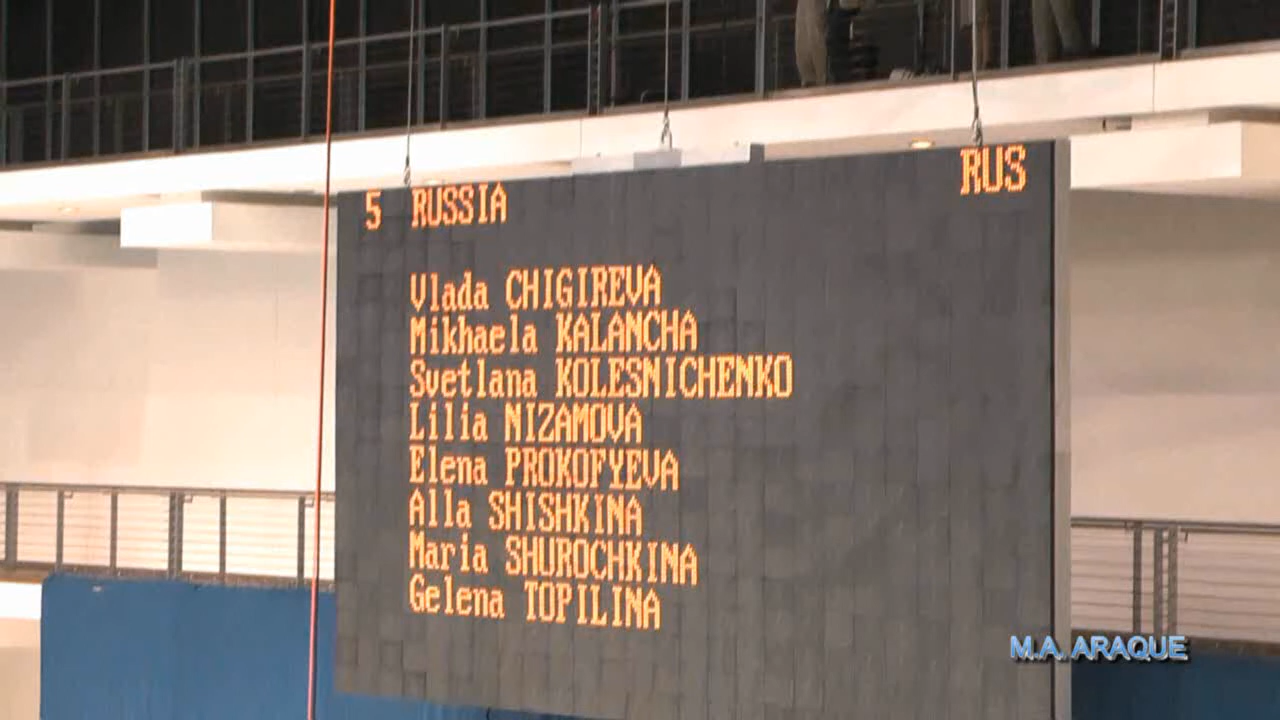 5 RUSSIA RUS
Vlada CHIGIREVA
Mikhaela KALANCHA
Svetlana KOLESNICHENKO
Lilia NIZAMOVA
Elena PROKOFYEVA
Alla SHISHKINA
Maria SHUROCHKINA
Gelena TOPILINA
M.A. ARAQUE